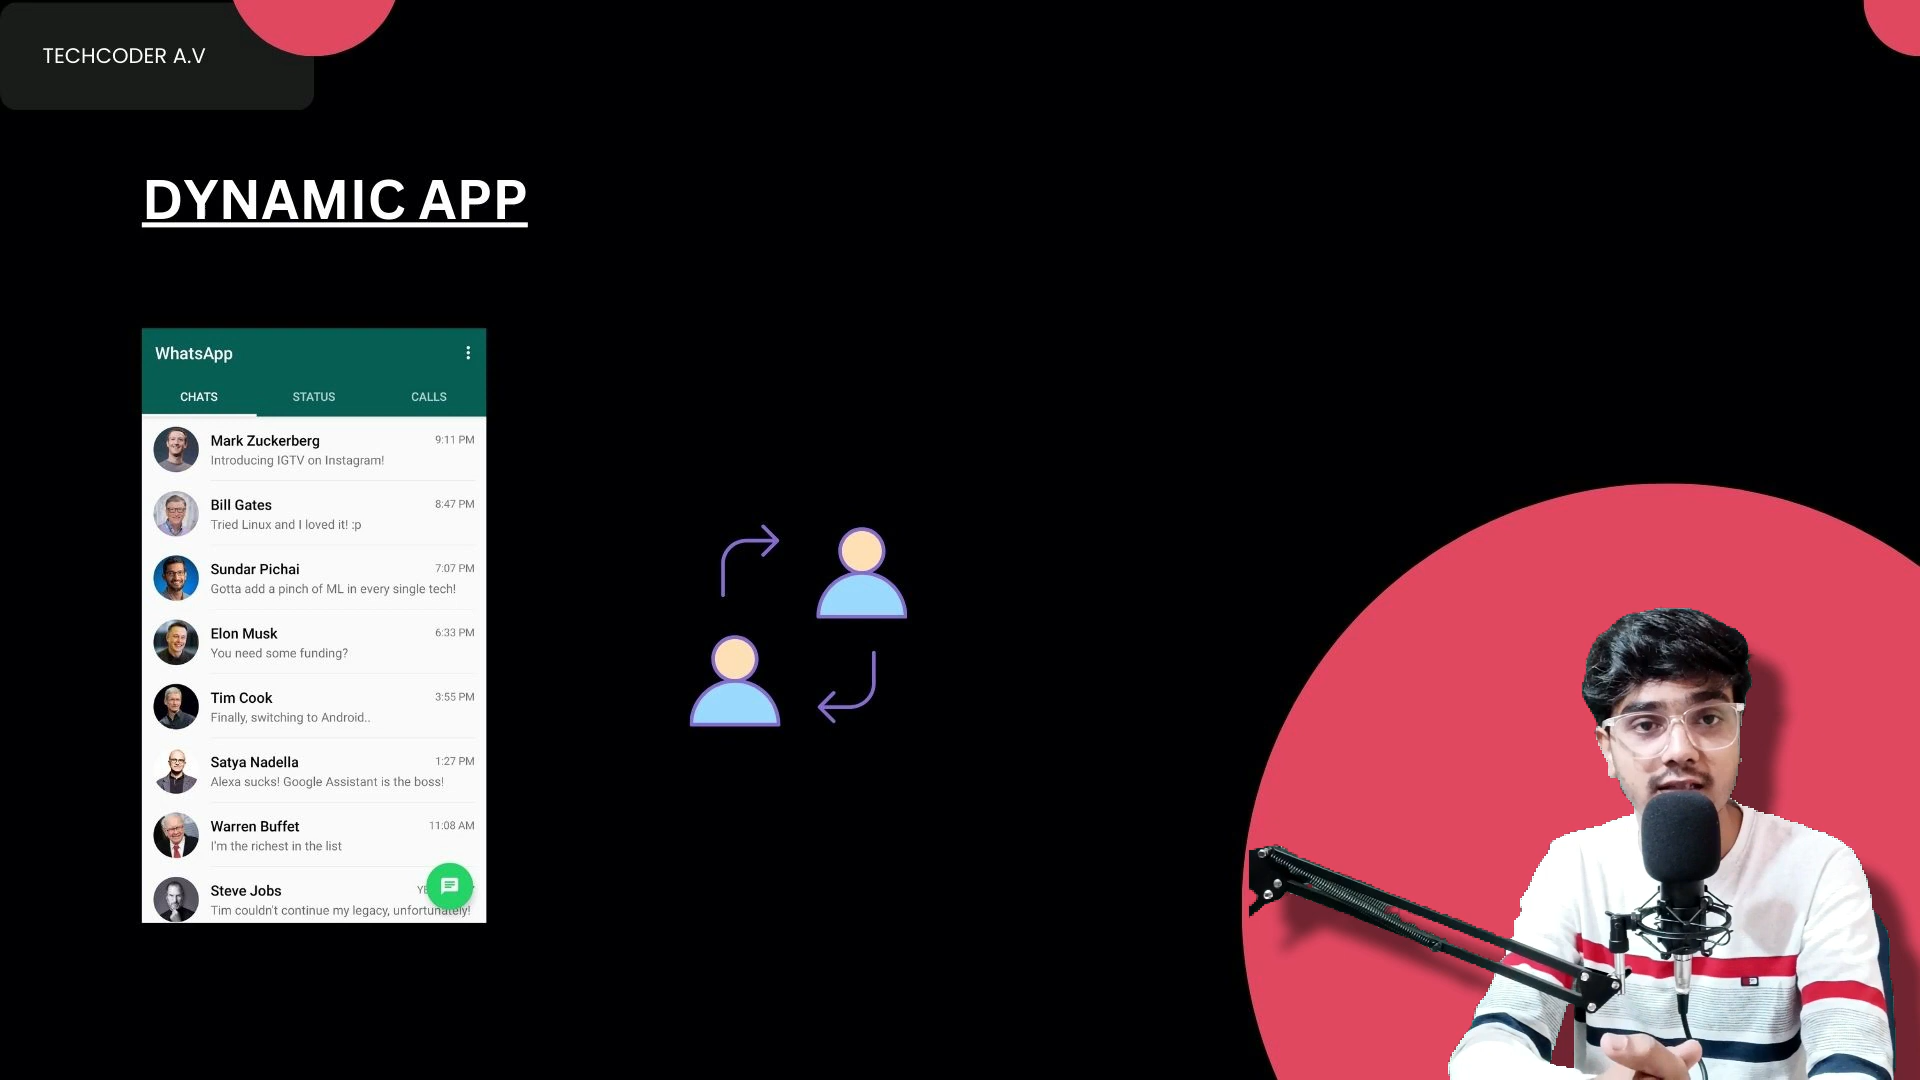 TECHCODER A.V
DYNAMIC APP
WhatsApp
CHATS STATUS CALLS
Mark Zuckerberg 9:11 PM
Introducing IGTV on Instagram!
Bill Gates 8:47 PM
Tried Linux and I loved it! :p
Sundar Pichai 7:07 PM
Gotta add a pinch of ML in every single tech!
Elon Musk 6:33 PM
You need some funding?
Tim Cook 3:55 PM
Finally, switching to Android..
Satya Nadella 1:27 PM
Alexa sucks! Google Assistant is the boss!
Warren Buffet 11:08 AM
I'm the richest in the list
Steve Jobs
Tim couldn't continue my legacy, unfortunately!